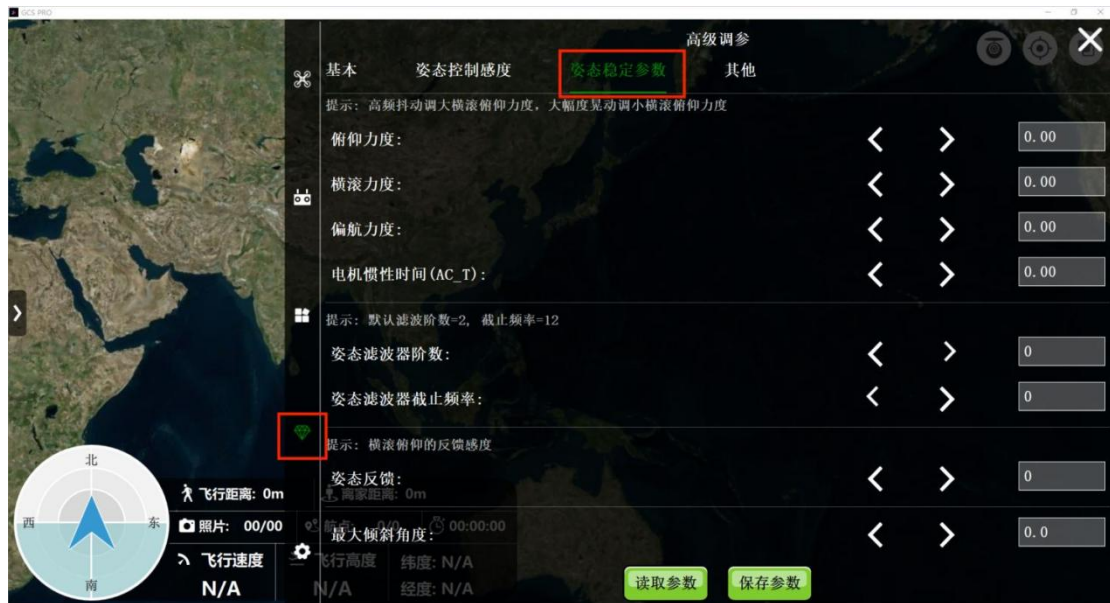 GCS PRO
高级调参
基本 姿态控制感度 姿态稳定参数 其他
提示: 高频抖动调大横滚俯仰力度, 大幅度晃动调小横滚俯仰力度
俯仰力度: 0.00
横滚力度: 0.00
偏航力度: 0.00
电机惯性时间(AC_T): 0.00
提示: 默认滤波阶数=2, 截止频率=12
姿态滤波器阶数: 0
姿态滤波器截止频率: 0
提示: 横滚俯仰的反馈感度
姿态反馈: 0
最大倾斜角度: 0.0
读取参数 保存参数
北
西 东
南
飞行距离: 0m 离家距离: 0m
照片: 00/00 航点: 0/0 00:00:00
飞行速度 飞行高度 纬度: N/A
N/A N/A 经度: N/A